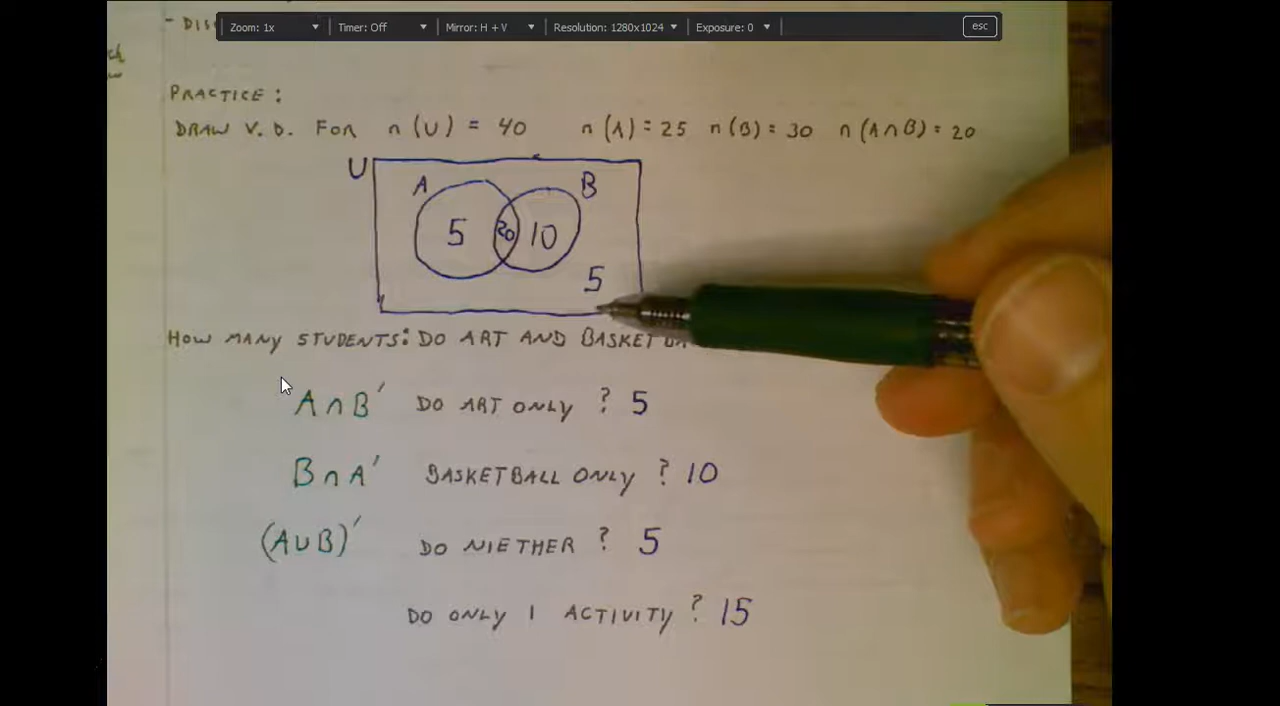 Zoom: 1x Timer: Off Mirror: H + V Resolution: 1280x1024 Exposure: 0 esc
PRACTICE:
DRAW V. D. FOR n(U) = 40 n(A) = 25 n(B) = 30 n(A∩B) = 20
U
A B
5 20 10
5
HOW MANY STUDENTS: DO ART AND
A∩B' DO ART ONLY ? 5
B∩A' BASKETBALL ONLY ? 10
(A∪B)' DO NIETHER ? 5
DO ONLY 1 ACTIVITY ? 15